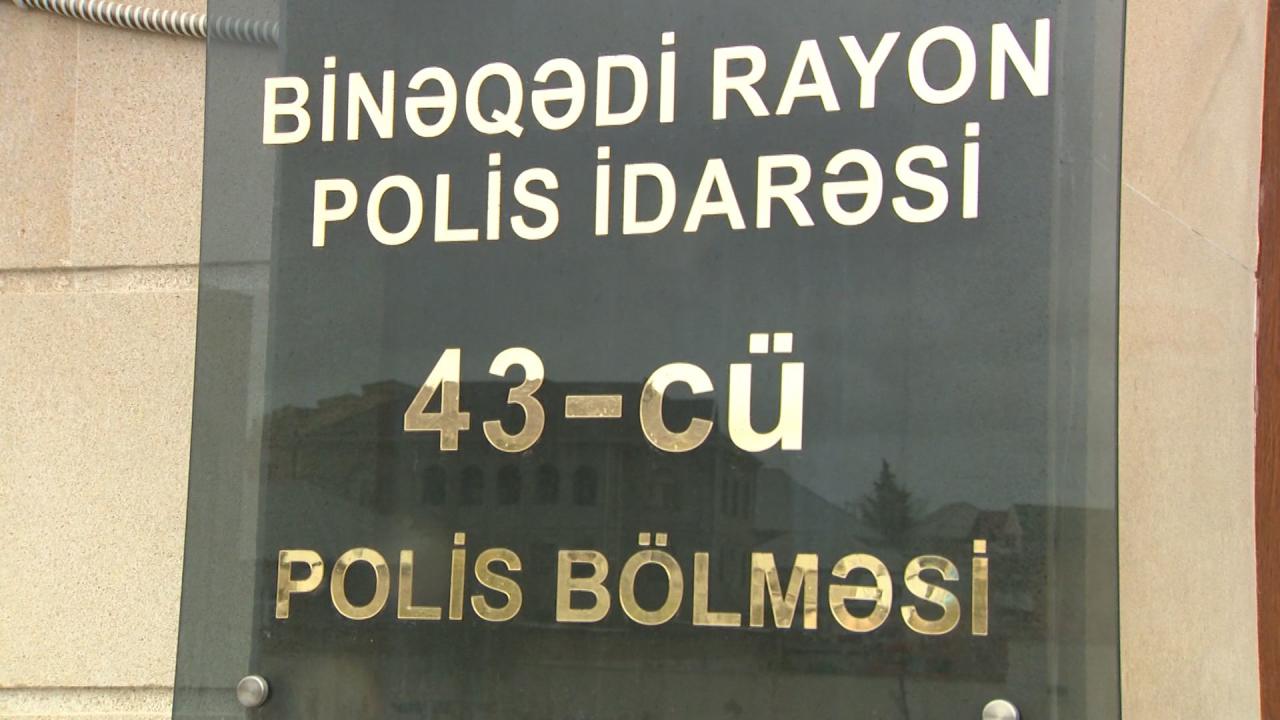 BİNƏQƏDİ RAYON
POLİS İDARƏSİ
43-cü
POLİS BÖLMƏSİ